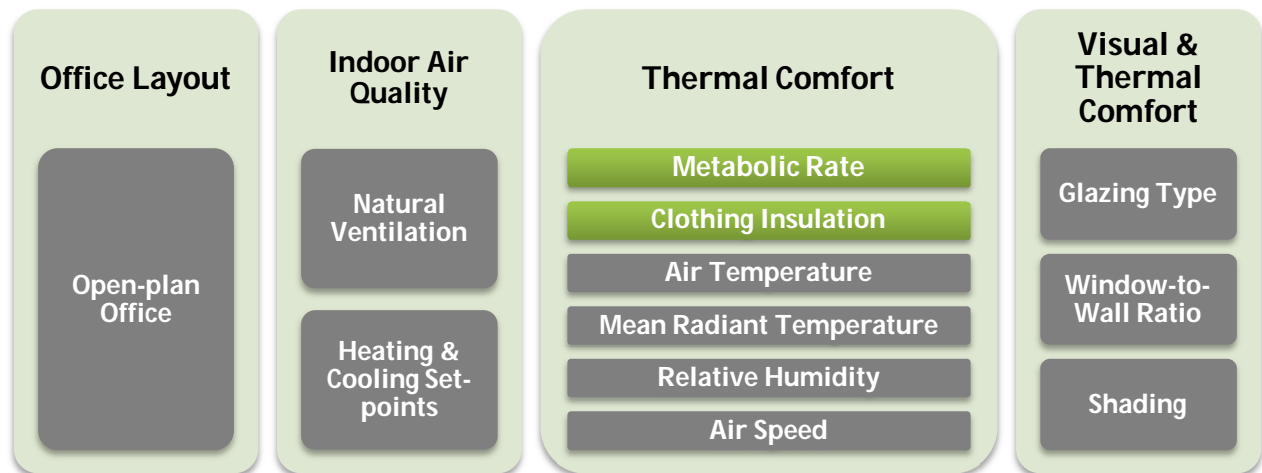 Office Layout
Open-plan
Office
Indoor Air
Quality
Natural
Ventilation
Heating &
Cooling Set-
points
Thermal Comfort
Metabolic Rate
Clothing Insulation
Air Temperature
Mean Radiant Temperature
Relative Humidity
Air Speed
Visual &
Thermal
Comfort
Glazing Type
Window-to-
Wall Ratio
Shading